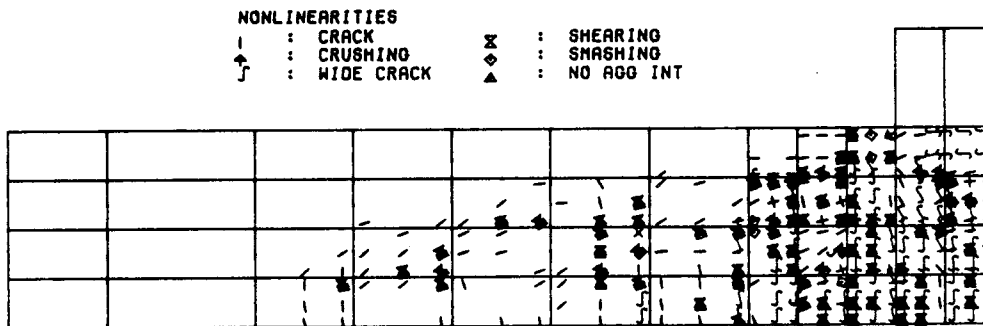 NONLINEARITIES
: CRACK
: CRUSHING
: WIDE CRACK
: SHEARING
: SMASHING
: NO AGG INT